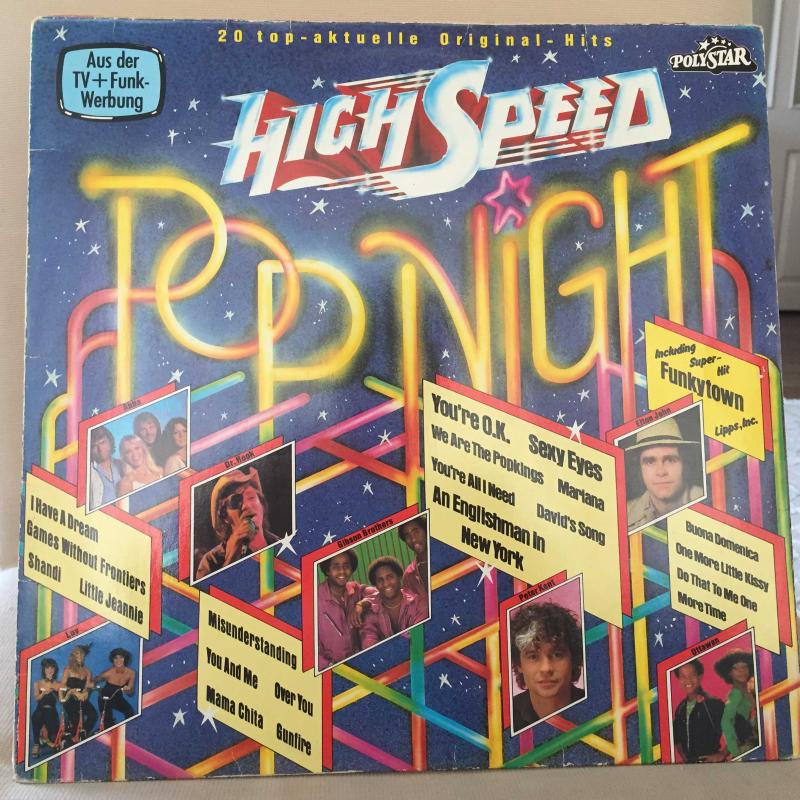 20 top-aktuelle Original-Hits
Aus der
TV+Funk-
Werbung
POLYSTAR
HIGH SPEED
POP NIGHT
Including
Super-
Hit
Funkytown
Lipps, Inc.
Abba
Dr. Hook
Gibson Brothers
Elton John
You're O.K. Sexy Eyes
We Are The Popkings Mariana
You're All I Need David's Song
An Englishman in
New York
I Have A Dream
Games Without Frontiers
Shandi Little Jeannie
Buona Domenica
One More Little Kissy
Do That To Me One
More Time
Luv
Misunderstanding
You And Me Over You
Mama Chita Gunfire
Peter Kent
Ottawan